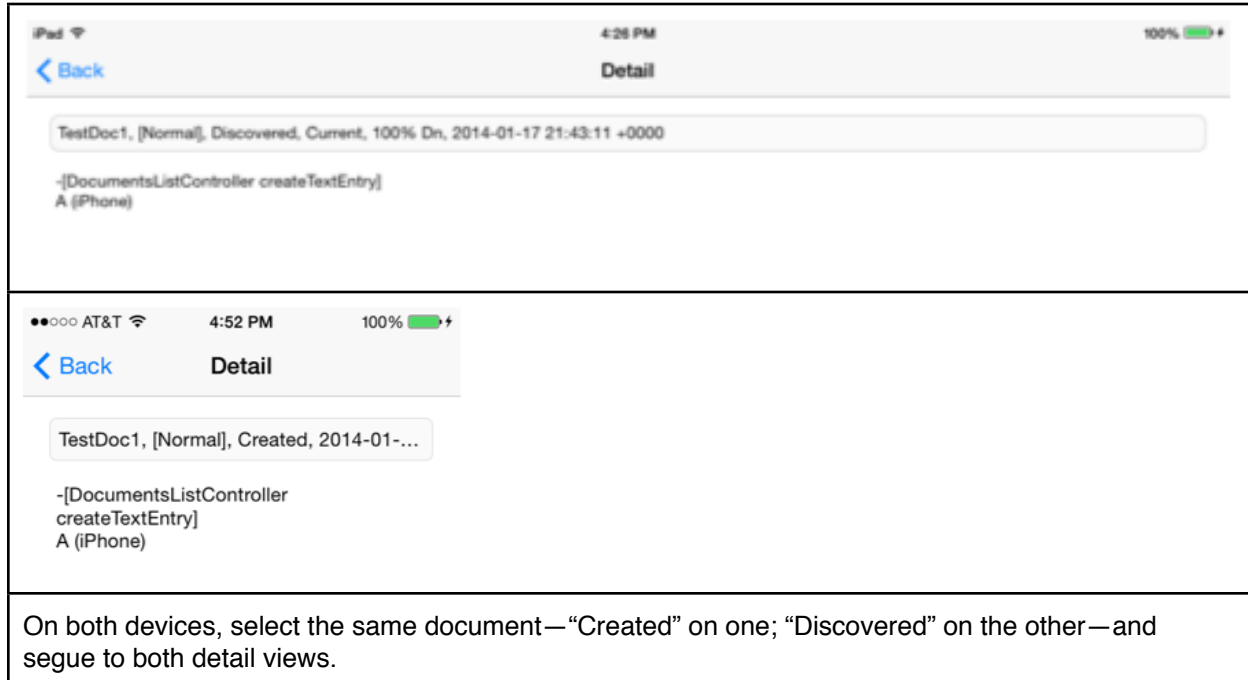 iPad 4:26 PM 100%
Back Detail
TestDoc1, [Normal], Discovered, Current, 100% Dn, 2014-01-17 21:43:11 +0000
-[DocumentsListController createTextEntry]
A (iPhone)
AT&T 4:52 PM 100%
Back Detail
TestDoc1, [Normal], Created, 2014-01-...
-[DocumentsListController
createTextEntry]
A (iPhone)
On both devices, select the same document—“Created” on one; “Discovered” on the other—and
segue to both detail views.